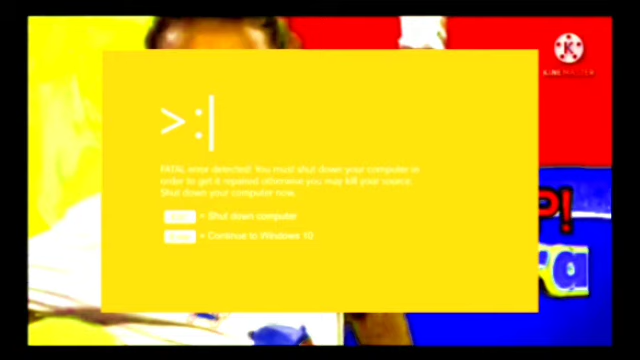 KINEMASTER
>:|
FATAL error detected! You must shut down your computer in
order to get it repaired otherwise you may kill your source.
Shut down your computer now.
= Shut down computer
= Continue to Windows 10
P!
a